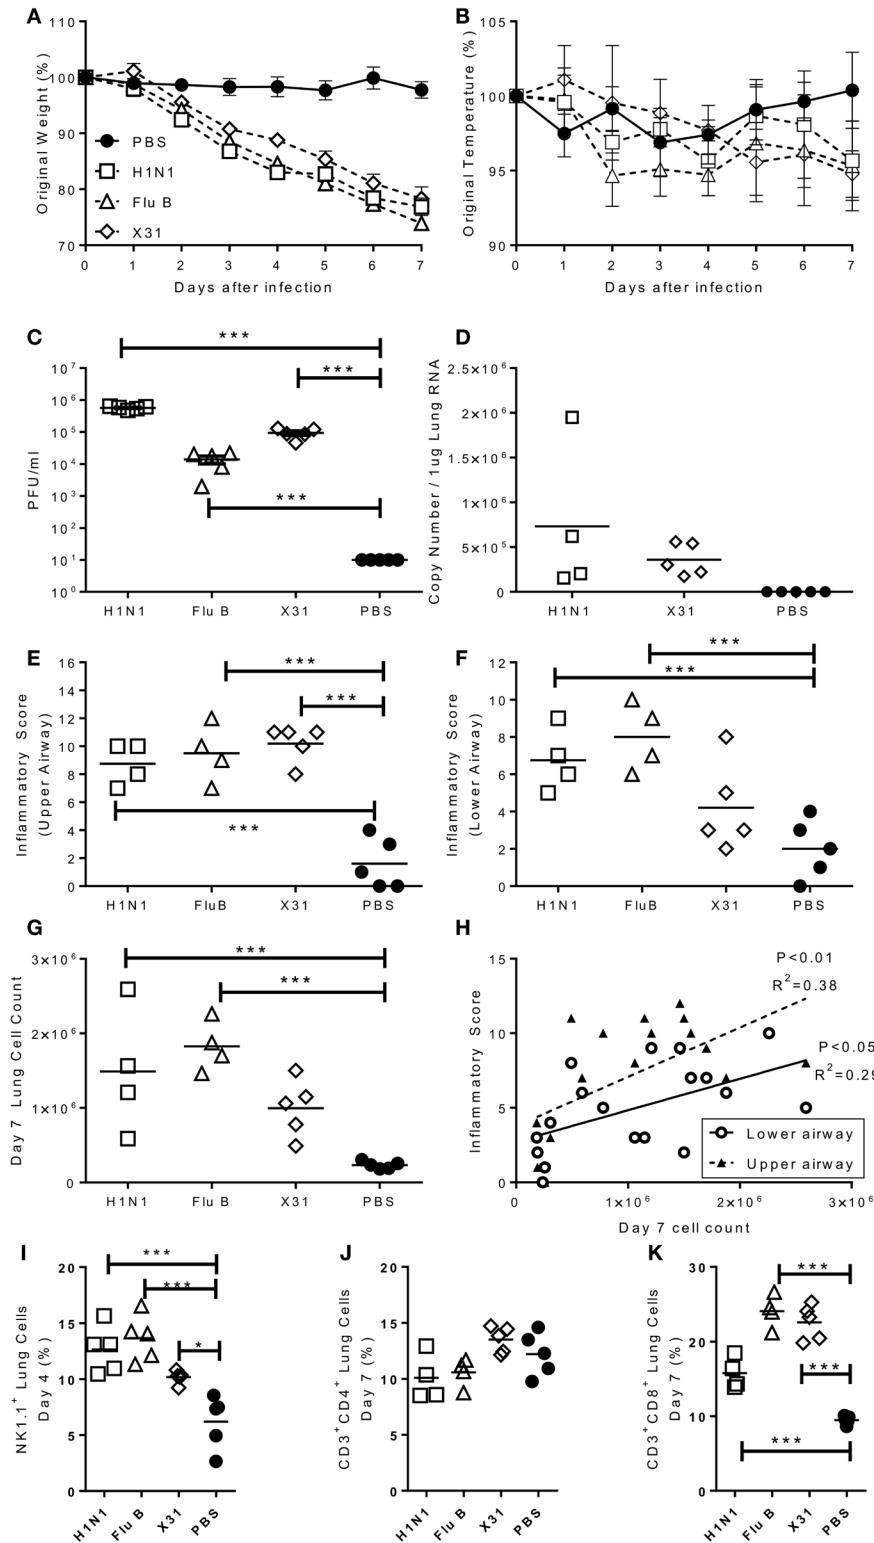 A
Original Weight (%)
110
100
90
80
70
PBS
H1N1
Flu B
X31
0 1 2 3 4 5 6 7
Days after infection
B
Original Temperature (%)
105
100
95
90
0 1 2 3 4 5 6 7
Days after infection
C
PFU/ml
10⁷
10⁶
10⁵
10⁴
10³
10²
10¹
10⁰
***
***
***
H1N1 Flu B X31 PBS
D
Copy Number / 1ug Lung RNA
2.5×10⁶
2×10⁶
1.5×10⁶
1×10⁶
5×10⁵
0
H1N1 X31 PBS
E
Inflammatory Score
(Upper Airway)
16
14
12
10
8
6
4
2
0
***
***
***
H1N1 FluB X31 PBS
F
Inflammatory Score
(Lower Airway)
12
10
8
6
4
2
0
***
***
H1N1 FluB X31 PBS
G
Day 7 Lung Cell Count
3×10⁶
2×10⁶
1×10⁶
0
***
***
H1N1 Flu B X31 PBS
H
Inflammatory Score
15
10
5
0
P<0.01
R²=0.38
P<0.05
R²=0.29
Lower airway
Upper airway
0 1×10⁶ 2×10⁶ 3×10⁶
Day 7 cell count
I
NK1.1⁺ Lung Cells
Day 4 (%)
20
15
10
5
0
***
***
*
H1N1 Flu B X31 PBS
J
CD3⁺CD4⁺ Lung Cells
Day 7 (%)
20
15
10
5
0
H1N1 Flu B X31 PBS
K
CD3⁺CD8⁺ Lung Cells
Day 7 (%)
30
20
10
0
***
***
***
H1N1 Flu B X31 PBS